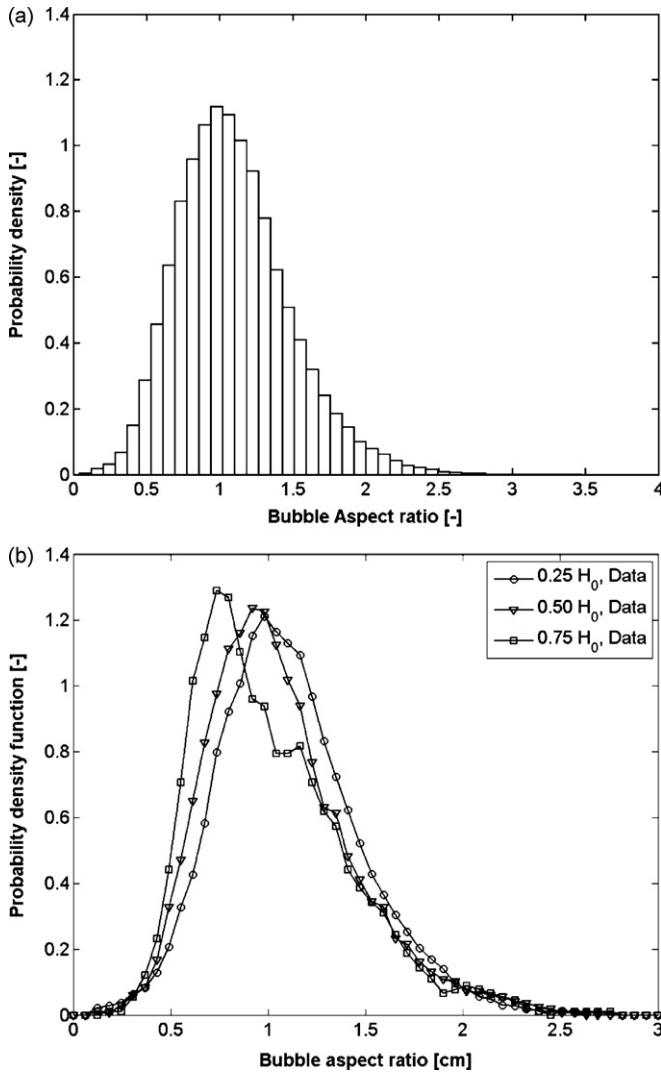 (a)
1.4
1.2
1
0.8
0.6
0.4
0.2
0
Probability density [-]
0 0.5 1 1.5 2 2.5 3 3.5 4
Bubble Aspect ratio [-]
(b)
1.4
1.2
1
0.8
0.6
0.4
0.2
0
Probability density function [-]
0.25 H₀, Data
0.50 H₀, Data
0.75 H₀, Data
0 0.5 1 1.5 2 2.5 3
Bubble aspect ratio [cm]